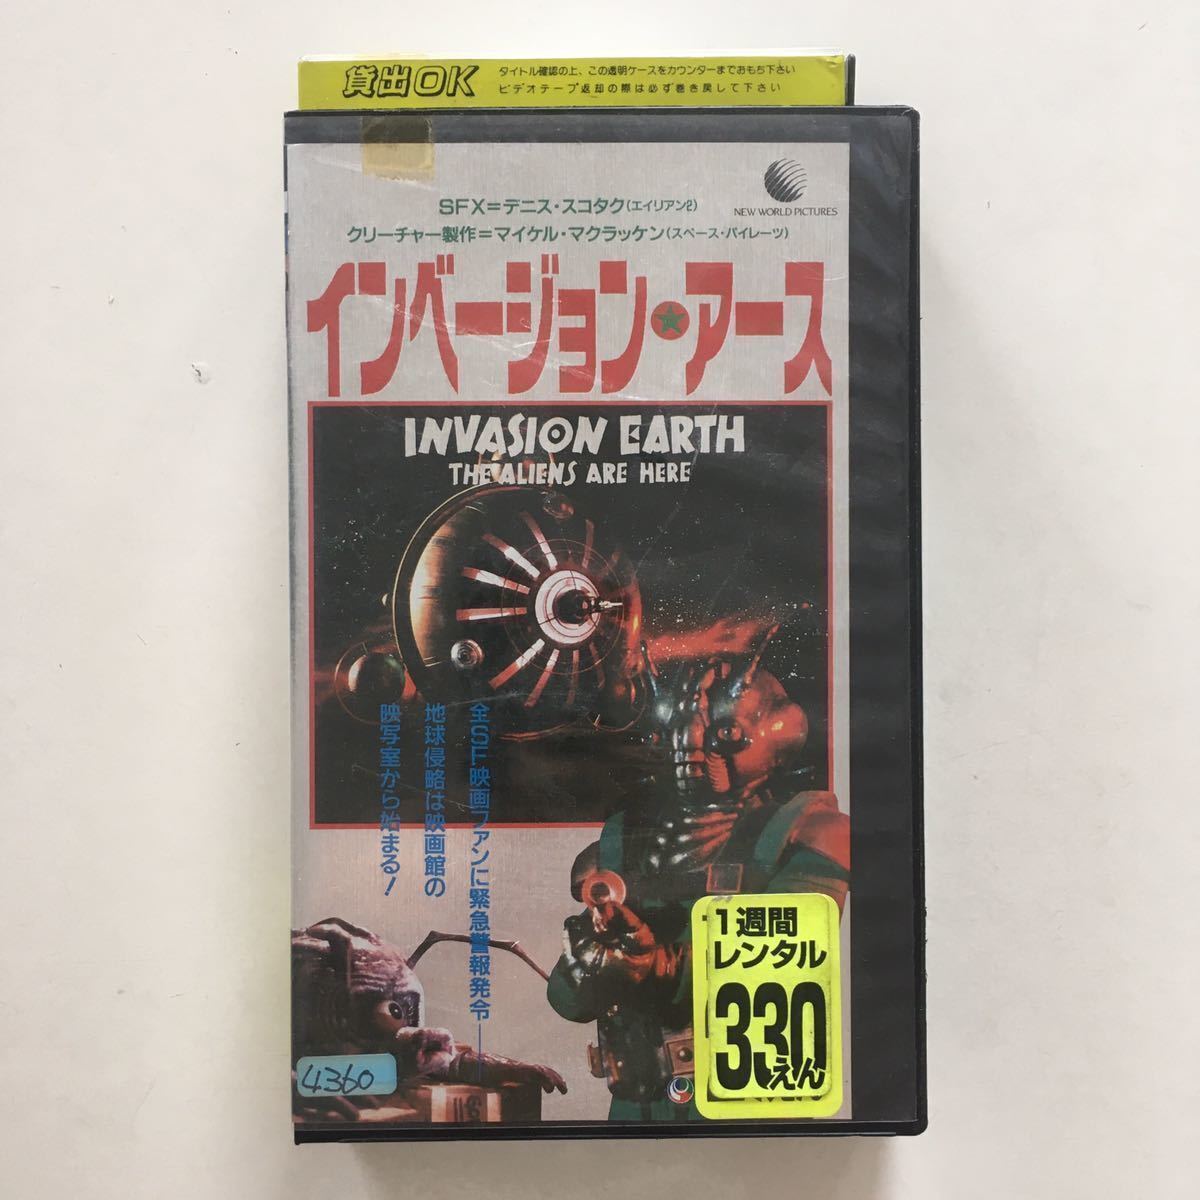 貸出OK
タイトル確認の上、この透明ケースをカウンターまでおもち下さい
ビデオテープ返却の際は必ず巻き戻して下さい
NEW WORLD PICTURES
SFX=デニス・スコタク(エイリアン2)
クリーチャー製作=マイケル・マクラッケン(スペース・パイレーツ)
インベージョン・アース
INVASION EARTH
THE ALIENS ARE HERE
全SF映画ファンに緊急警報発令――
地球侵略は映画館の
映写室から始まる!
1週間
レンタル
330えん
4360